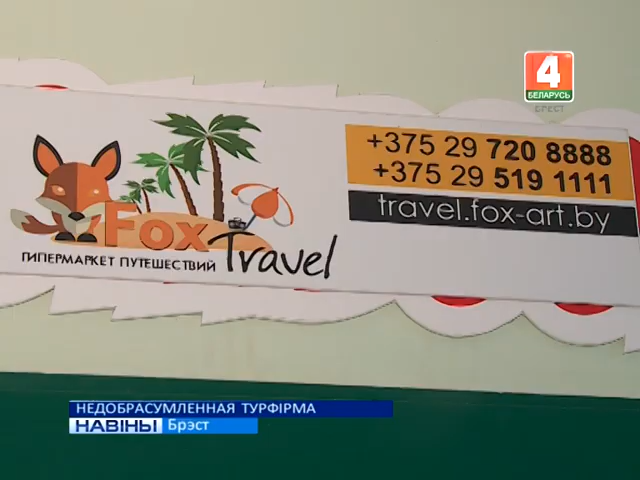 4
БЕЛАРУСЬ
БРЕСТ
+375 29 720 8888
+375 29 519 1111
travel.fox-art.by
Fox
Travel
ГИПЕРМАРКЕТ ПУТЕШЕСТВИЙ
НЕДОБРАСУМЛЕННАЯ ТУРФІРМА
НАВІНЫ Брэст